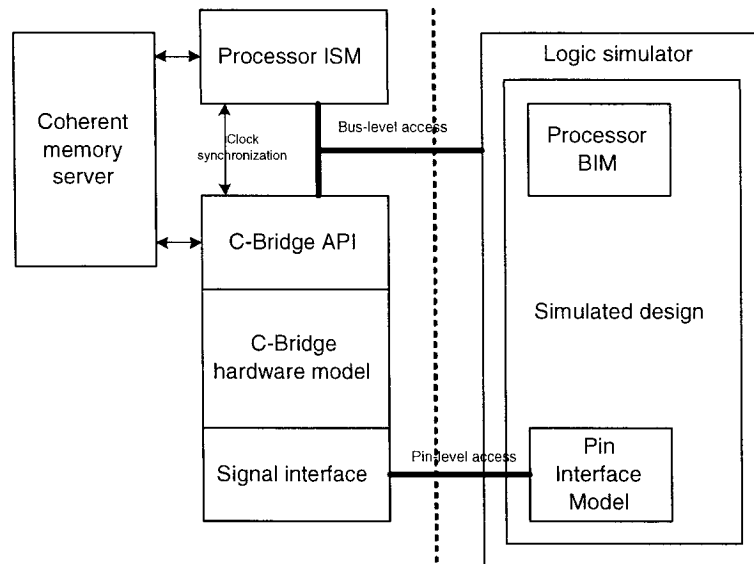 Processor ISM
Coherent
memory
server
Clock
synchronization
Bus-level access
C-Bridge API
C-Bridge
hardware model
Signal interface
Pin-level access
Logic simulator
Processor
BIM
Simulated design
Pin
Interface
Model